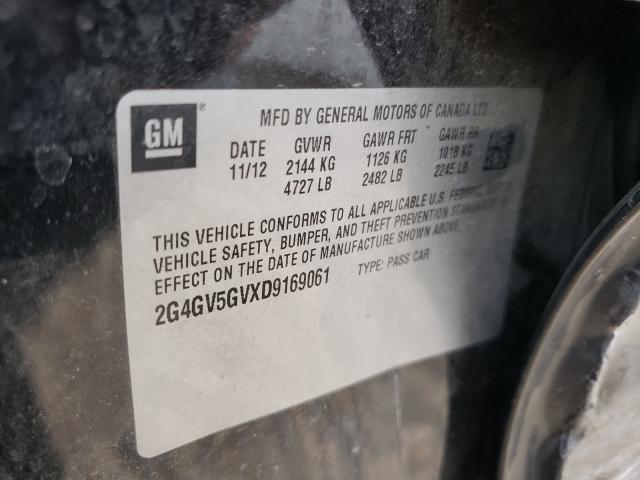 GM ®
MFD BY GENERAL MOTORS OF CANADA LTD
DATE GVWR GAWR FRT GAWR RR
11/12 2144 KG 1126 KG 1018 KG
4727 LB 2482 LB 2245 LB
THIS VEHICLE CONFORMS TO ALL APPLICABLE U.S. FEDERAL
VEHICLE SAFETY, BUMPER, AND THEFT PREVENTION STANDARDS IN
EFFECT ON THE DATE OF MANUFACTURE SHOWN ABOVE.
2G4GV5GVXD9169061 TYPE: PASS CAR